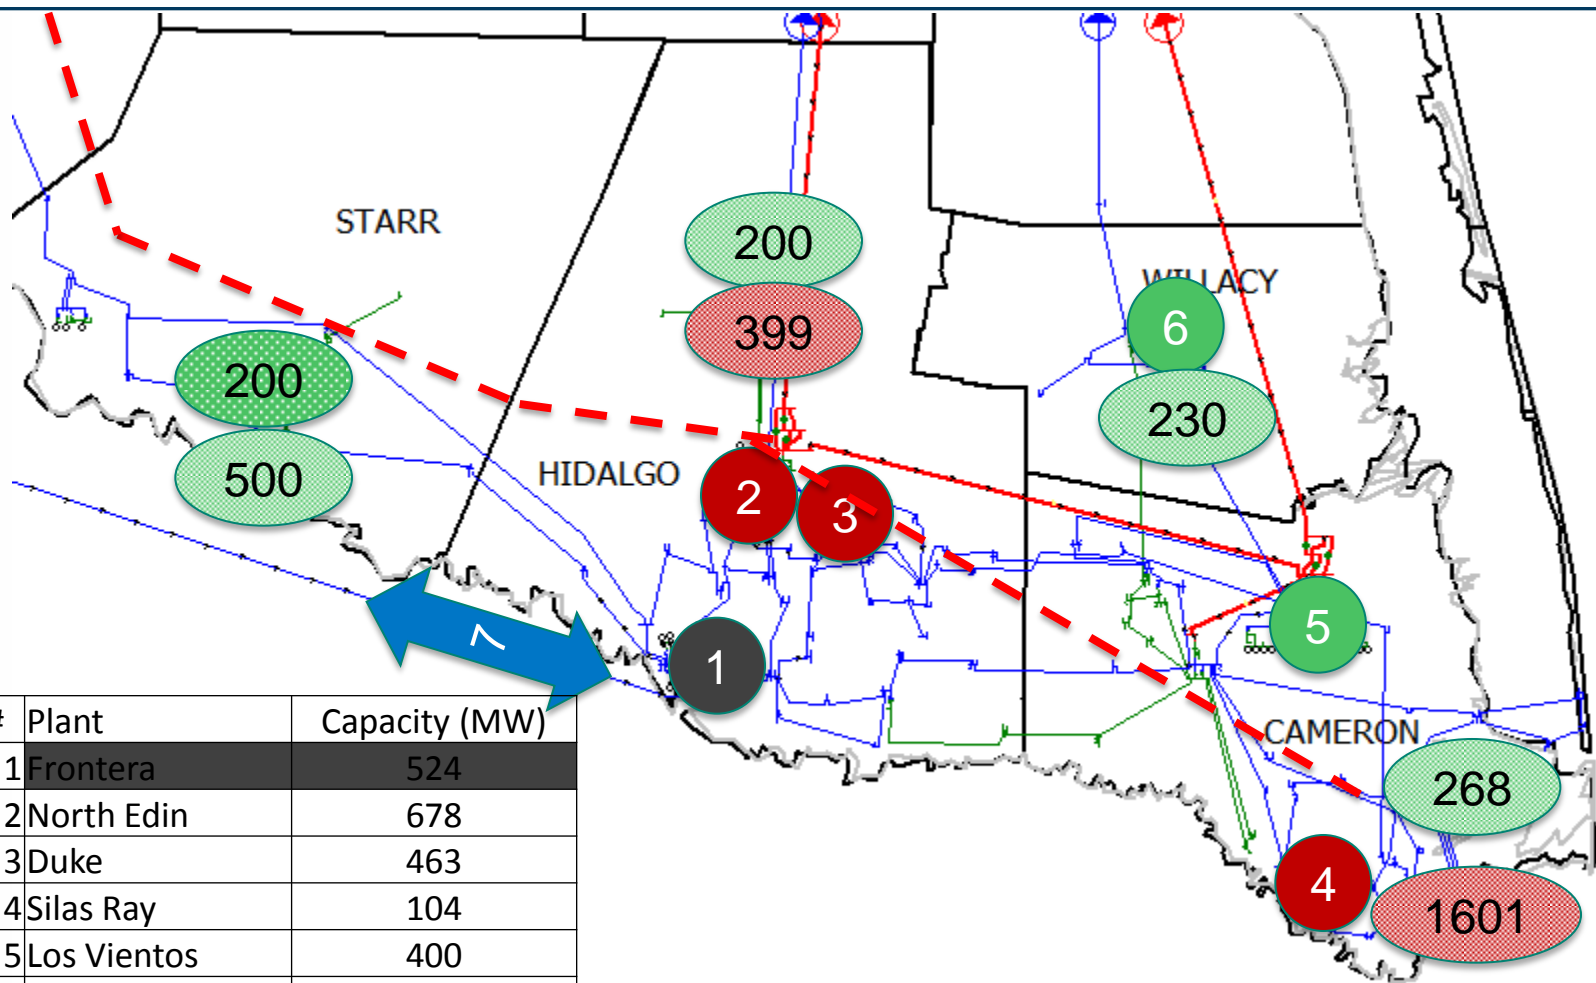 STARR
200
WILLACY
6
399
200
230
HIDALGO
500
2
3
5
7
1
CAMERON
268
4
1601
# Plant Capacity (MW)
1 Frontera 524
2 North Edin 678
3 Duke 463
4 Silas Ray 104
5 Los Vientos 400